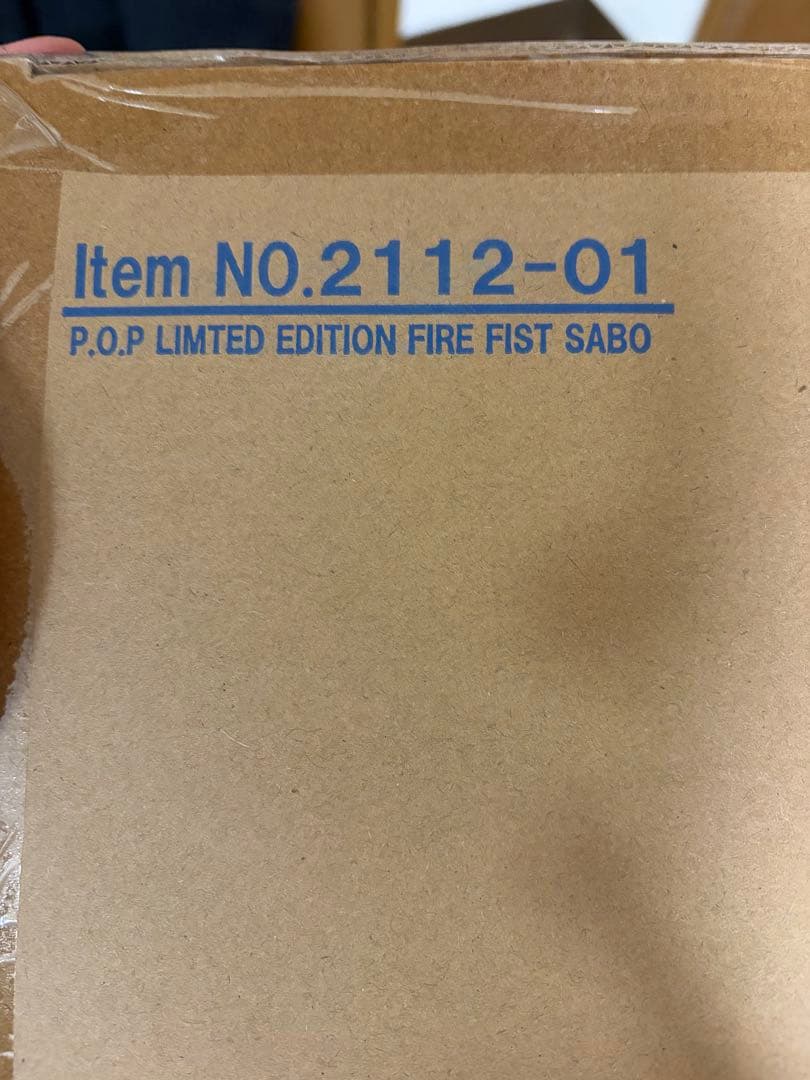 Item NO.2112-01
P.O.P LIMTED EDITION FIRE FIST SABO